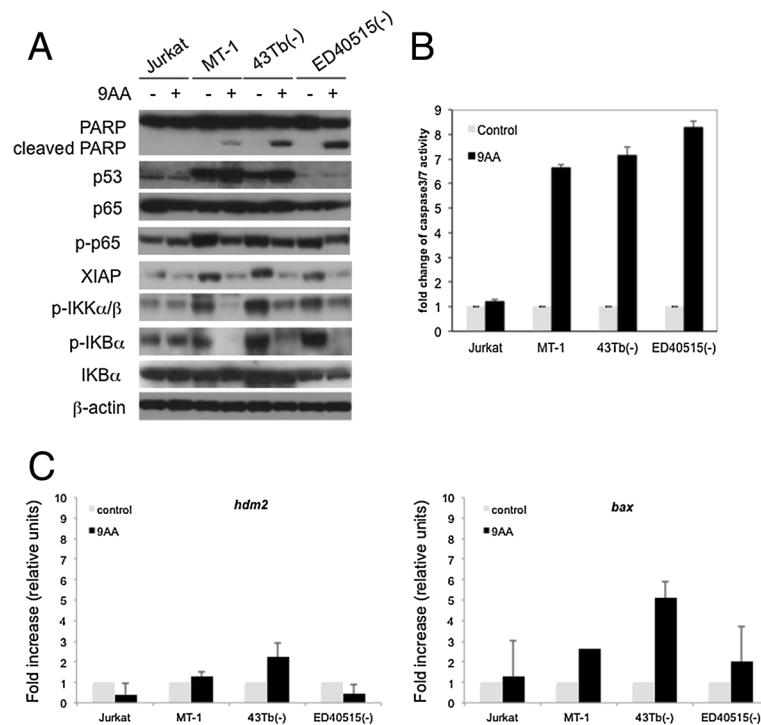 A
Jurkat MT-1 43Tb(-) ED40515(-)
9AA - + - + - + - +
PARP
cleaved PARP
p53
p65
p-p65
XIAP
p-IKKα/β
p-IKBα
IKBα
β-actin
B
fold change of caspase3/7 activity
9
8
7
6
5
4
3
2
1
0
Control
9AA
Jurkat MT-1 43Tb(-) ED40515(-)
C
Fold increase (relative units)
10
9
8
7
6
5
4
3
2
1
0
hdm2
control
9AA
Jurkat MT-1 43Tb(-) ED40515(-)
Fold increase (relative units)
10
9
8
7
6
5
4
3
2
1
0
bax
control
9AA
Jurkat MT-1 43Tb(-) ED40515(-)